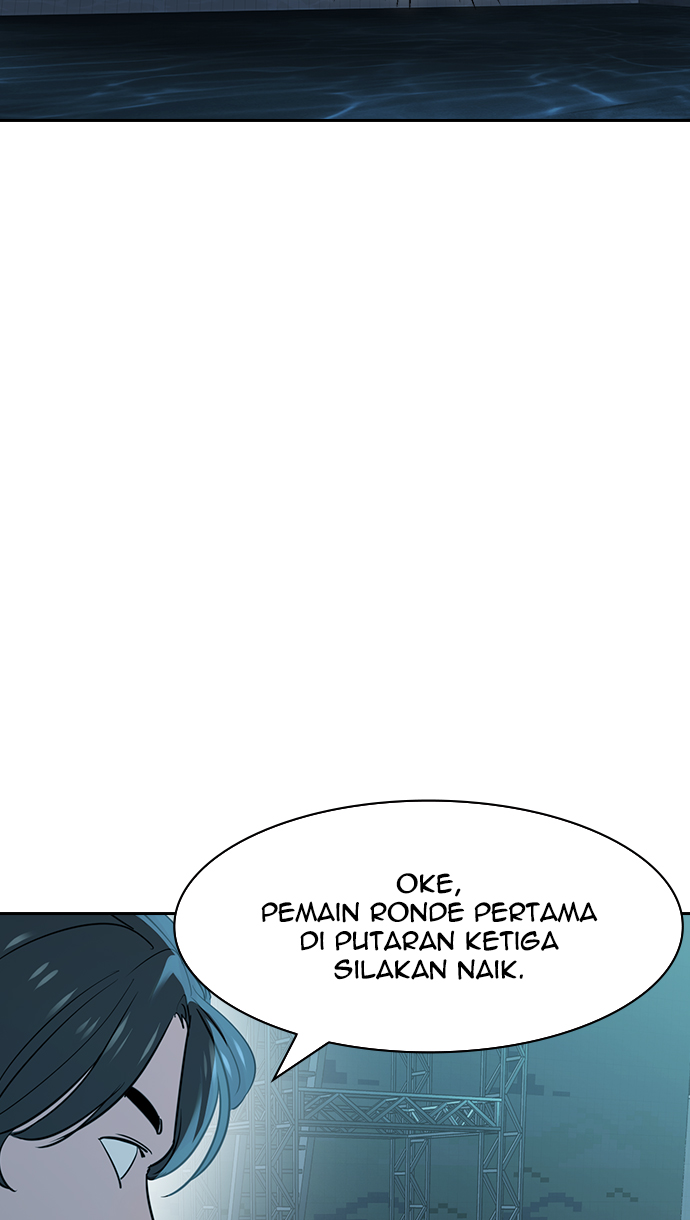 OKE,
PEMAIN RONDE PERTAMA
DI PUTARAN KETIGA
SILAKAN NAIK.